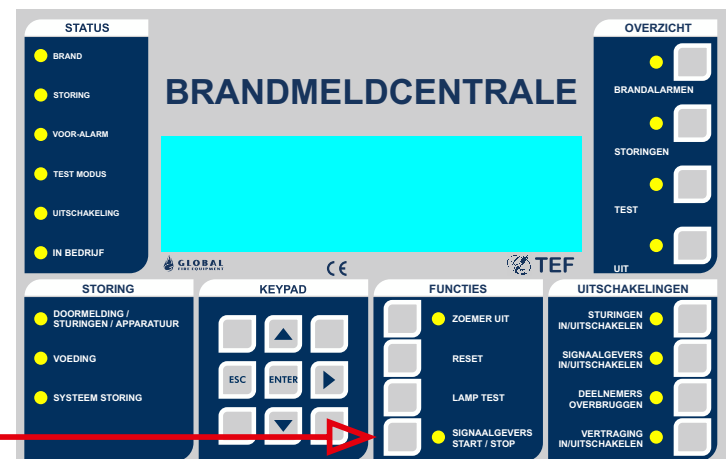 STATUS
BRAND
STORING
VOOR-ALARM
TEST MODUS
UITSCHAKELING
IN BEDRIJF
BRANDMELDCENTRALE
GLOBAL
FIRE EQUIPMENT
CE
TEF
OVERZICHT
BRANDALARMEN
STORINGEN
TEST
UIT
STORING
DOORMELDING /
STURINGEN / APPARATUUR
VOEDING
SYSTEEM STORING
KEYPAD
ESC
ENTER
FUNCTIES
ZOEMER UIT
RESET
LAMP TEST
SIGNAALGEVERS
START / STOP
UITSCHAKELINGEN
STURINGEN
IN/UITSCHAKELEN
SIGNAALGEVERS
IN/UITSCHAKELEN
DEELNEMERS
OVERBRUGGEN
VERTRAGING
IN/UITSCHAKELEN